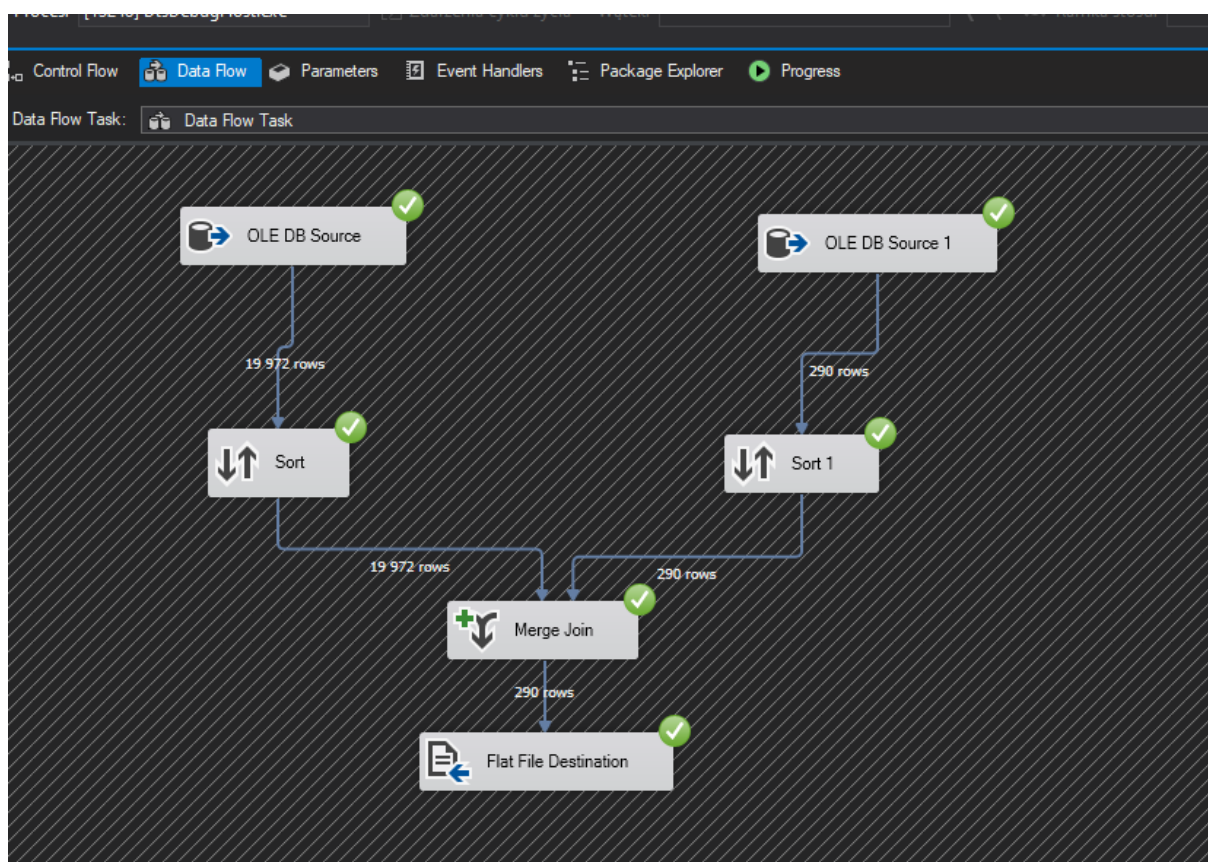 Control Flow Data Flow Parameters Event Handlers Package Explorer Progress
Data Flow Task: Data Flow Task
OLE DB Source
OLE DB Source 1
19 972 rows
290 rows
Sort
Sort 1
19 972 rows
290 rows
Merge Join
290 rows
Flat File Destination